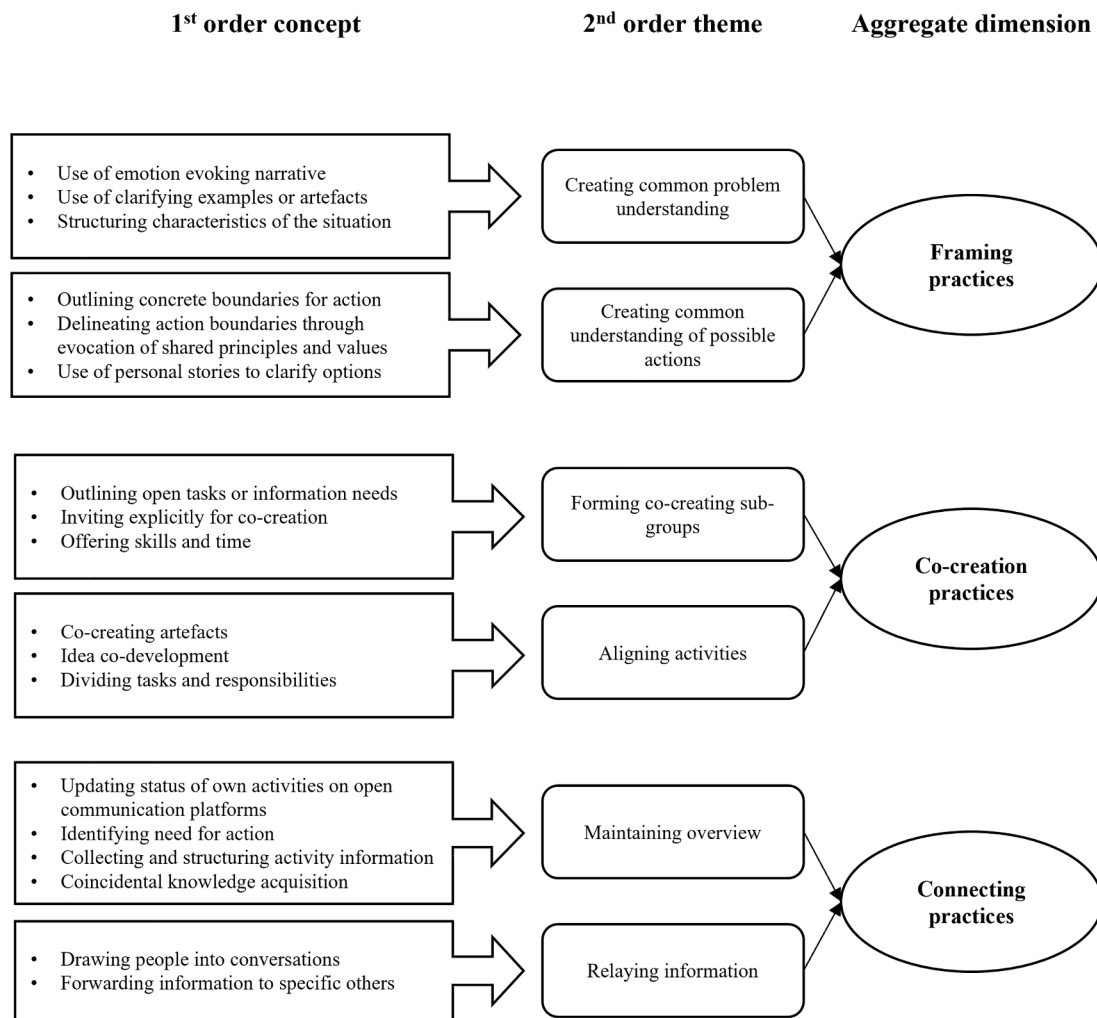 1st order concept
2nd order theme
Aggregate dimension
• Use of emotion evoking narrative
• Use of clarifying examples or artefacts
• Structuring characteristics of the situation
Creating common problem
understanding
Framing
practices
• Outlining concrete boundaries for action
• Delineating action boundaries through
evocation of shared principles and values
• Use of personal stories to clarify options
Creating common
understanding of possible
actions
• Outlining open tasks or information needs
• Inviting explicitly for co-creation
• Offering skills and time
Forming co-creating sub-
groups
Co-creation
practices
• Co-creating artefacts
• Idea co-development
• Dividing tasks and responsibilities
Aligning activities
• Updating status of own activities on open
communication platforms
• Identifying need for action
• Collecting and structuring activity information
• Coincidental knowledge acquisition
Maintaining overview
Connecting
practices
• Drawing people into conversations
• Forwarding information to specific others
Relaying information